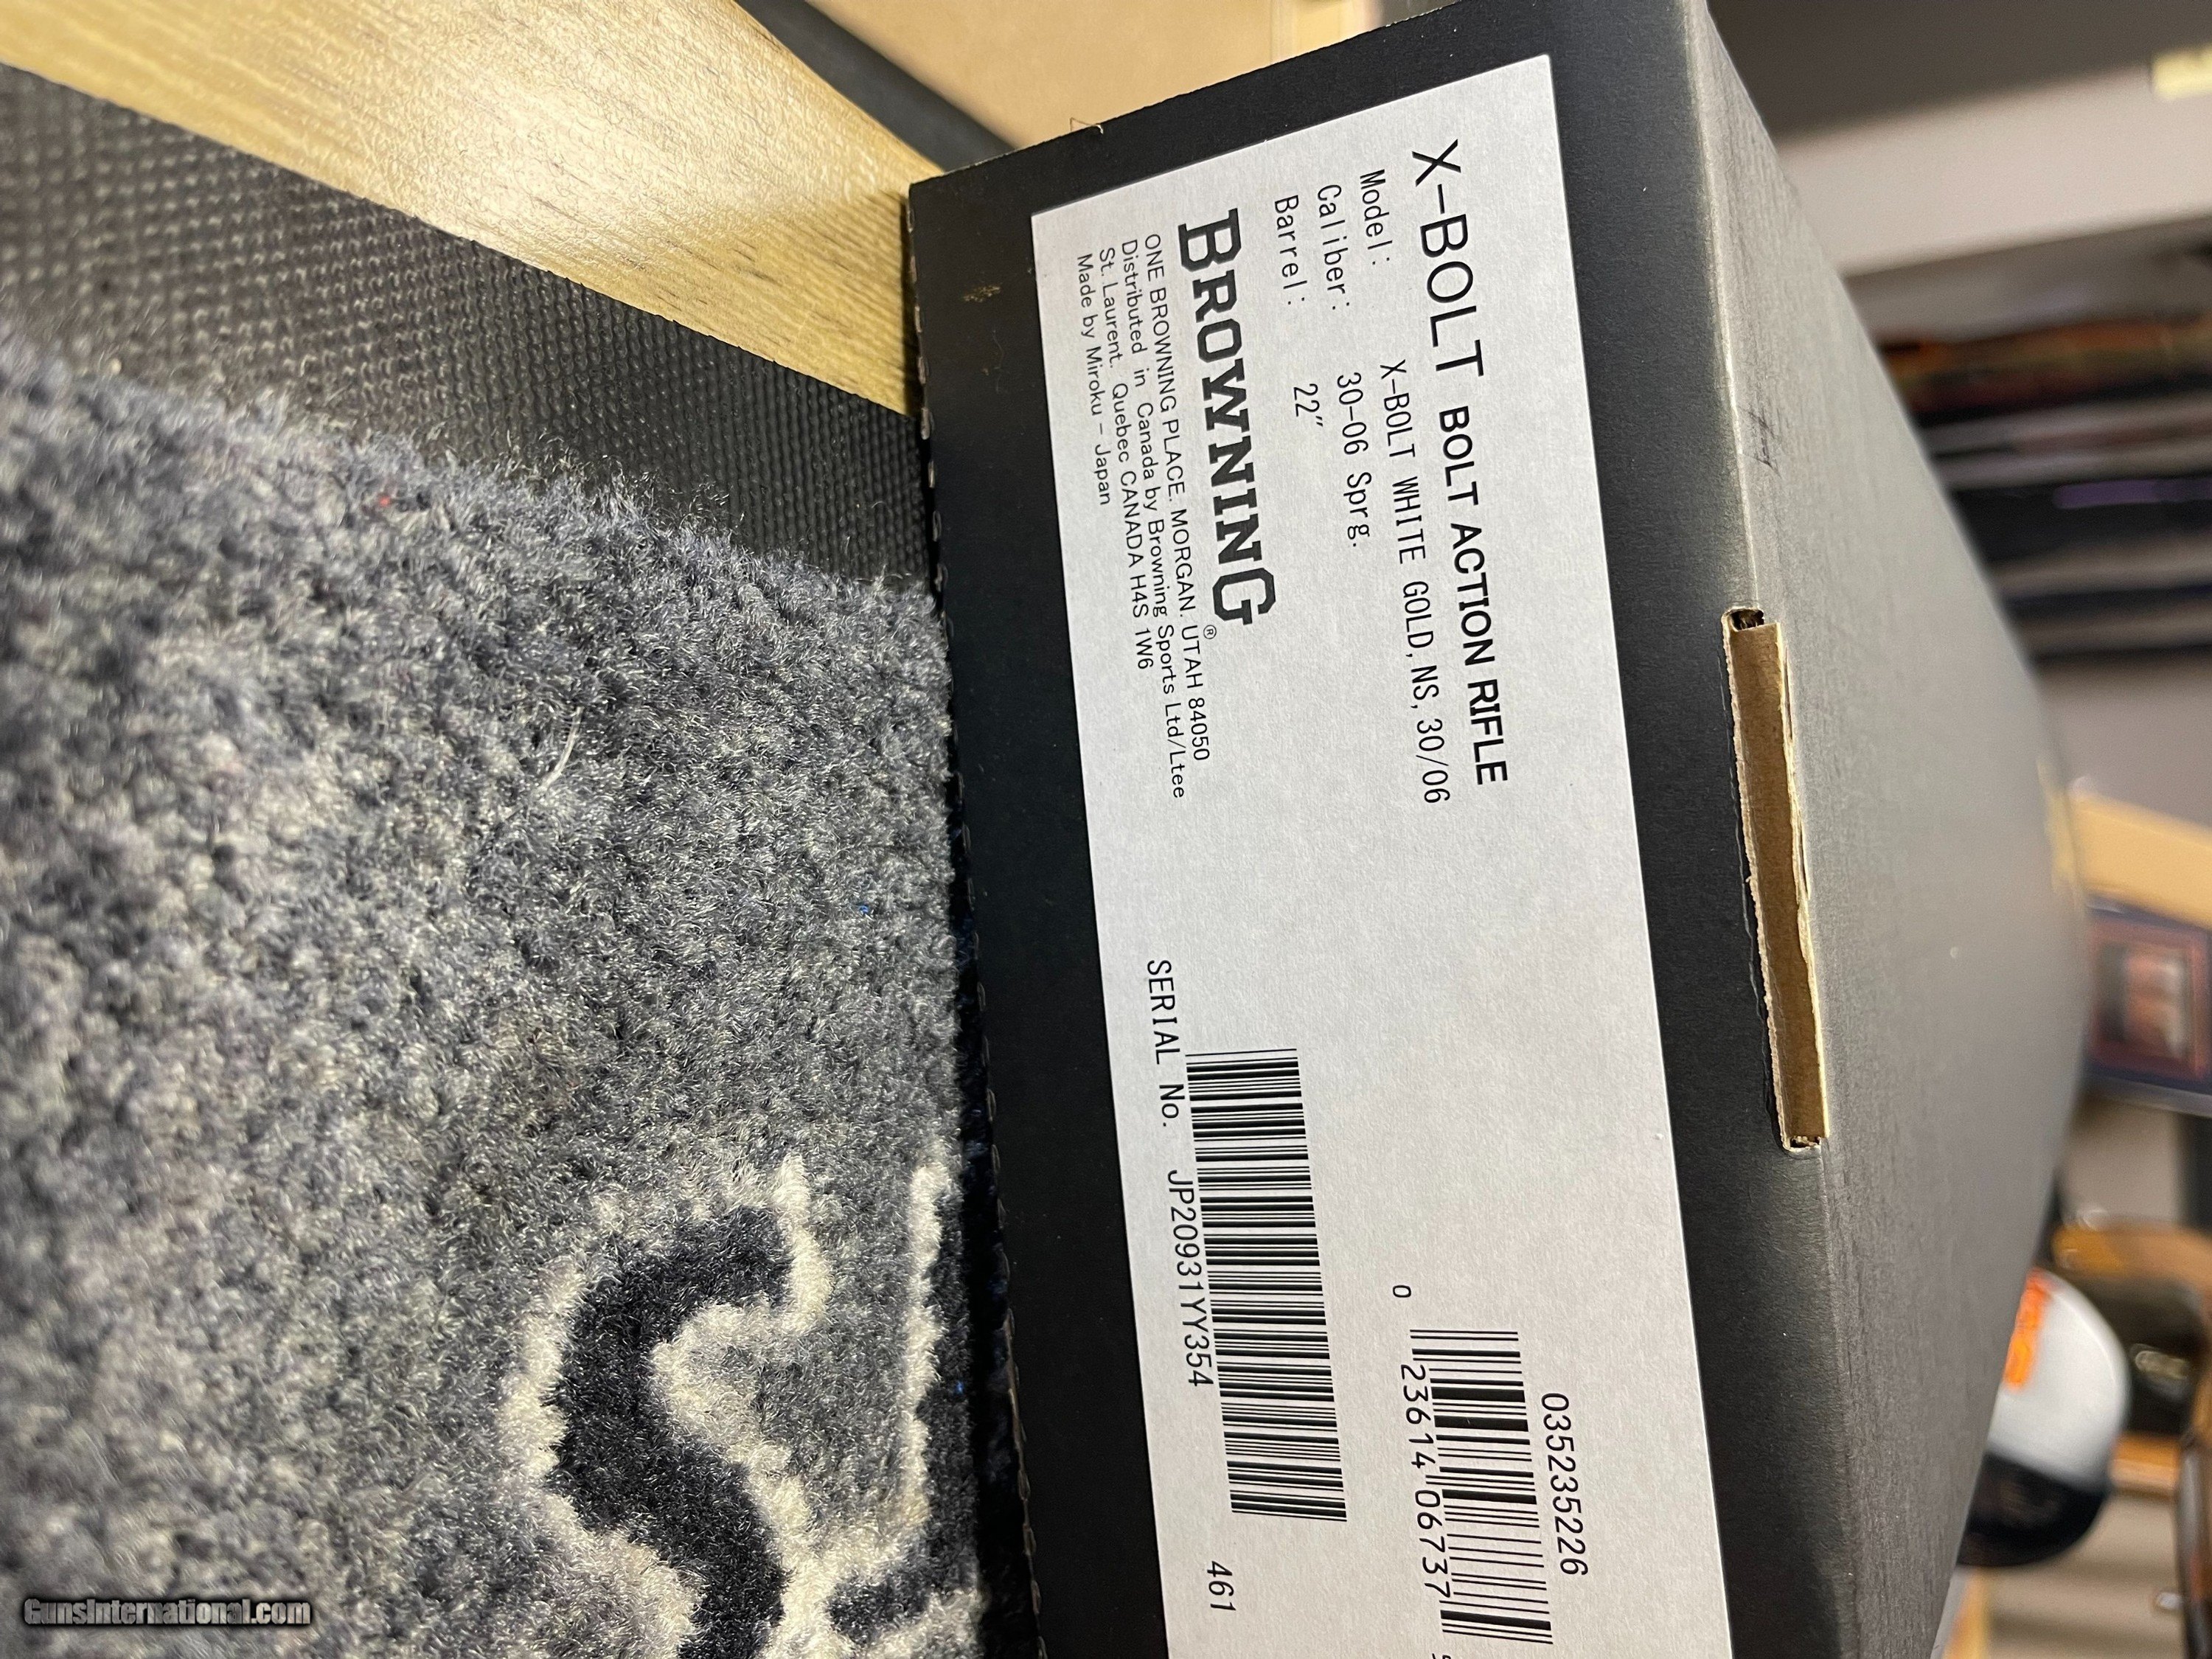 X-BOLT BOLT ACTION RIFLE
Model: X-BOLT WHITE GOLD, NS, 30/06
Caliber: 30-06 Sprg.
Barrel: 22"
BROWNING®
ONE BROWNING PLACE. MORGAN. UTAH 84050
Distributed in Canada by Browning Sports Ltd/Ltee
St. Laurent. Quebec CANADA H4S 1W6
Made by Miroku - Japan
035235226
0 23614 06737
SERIAL No. JP20931YY354
461
GunsInternational.com